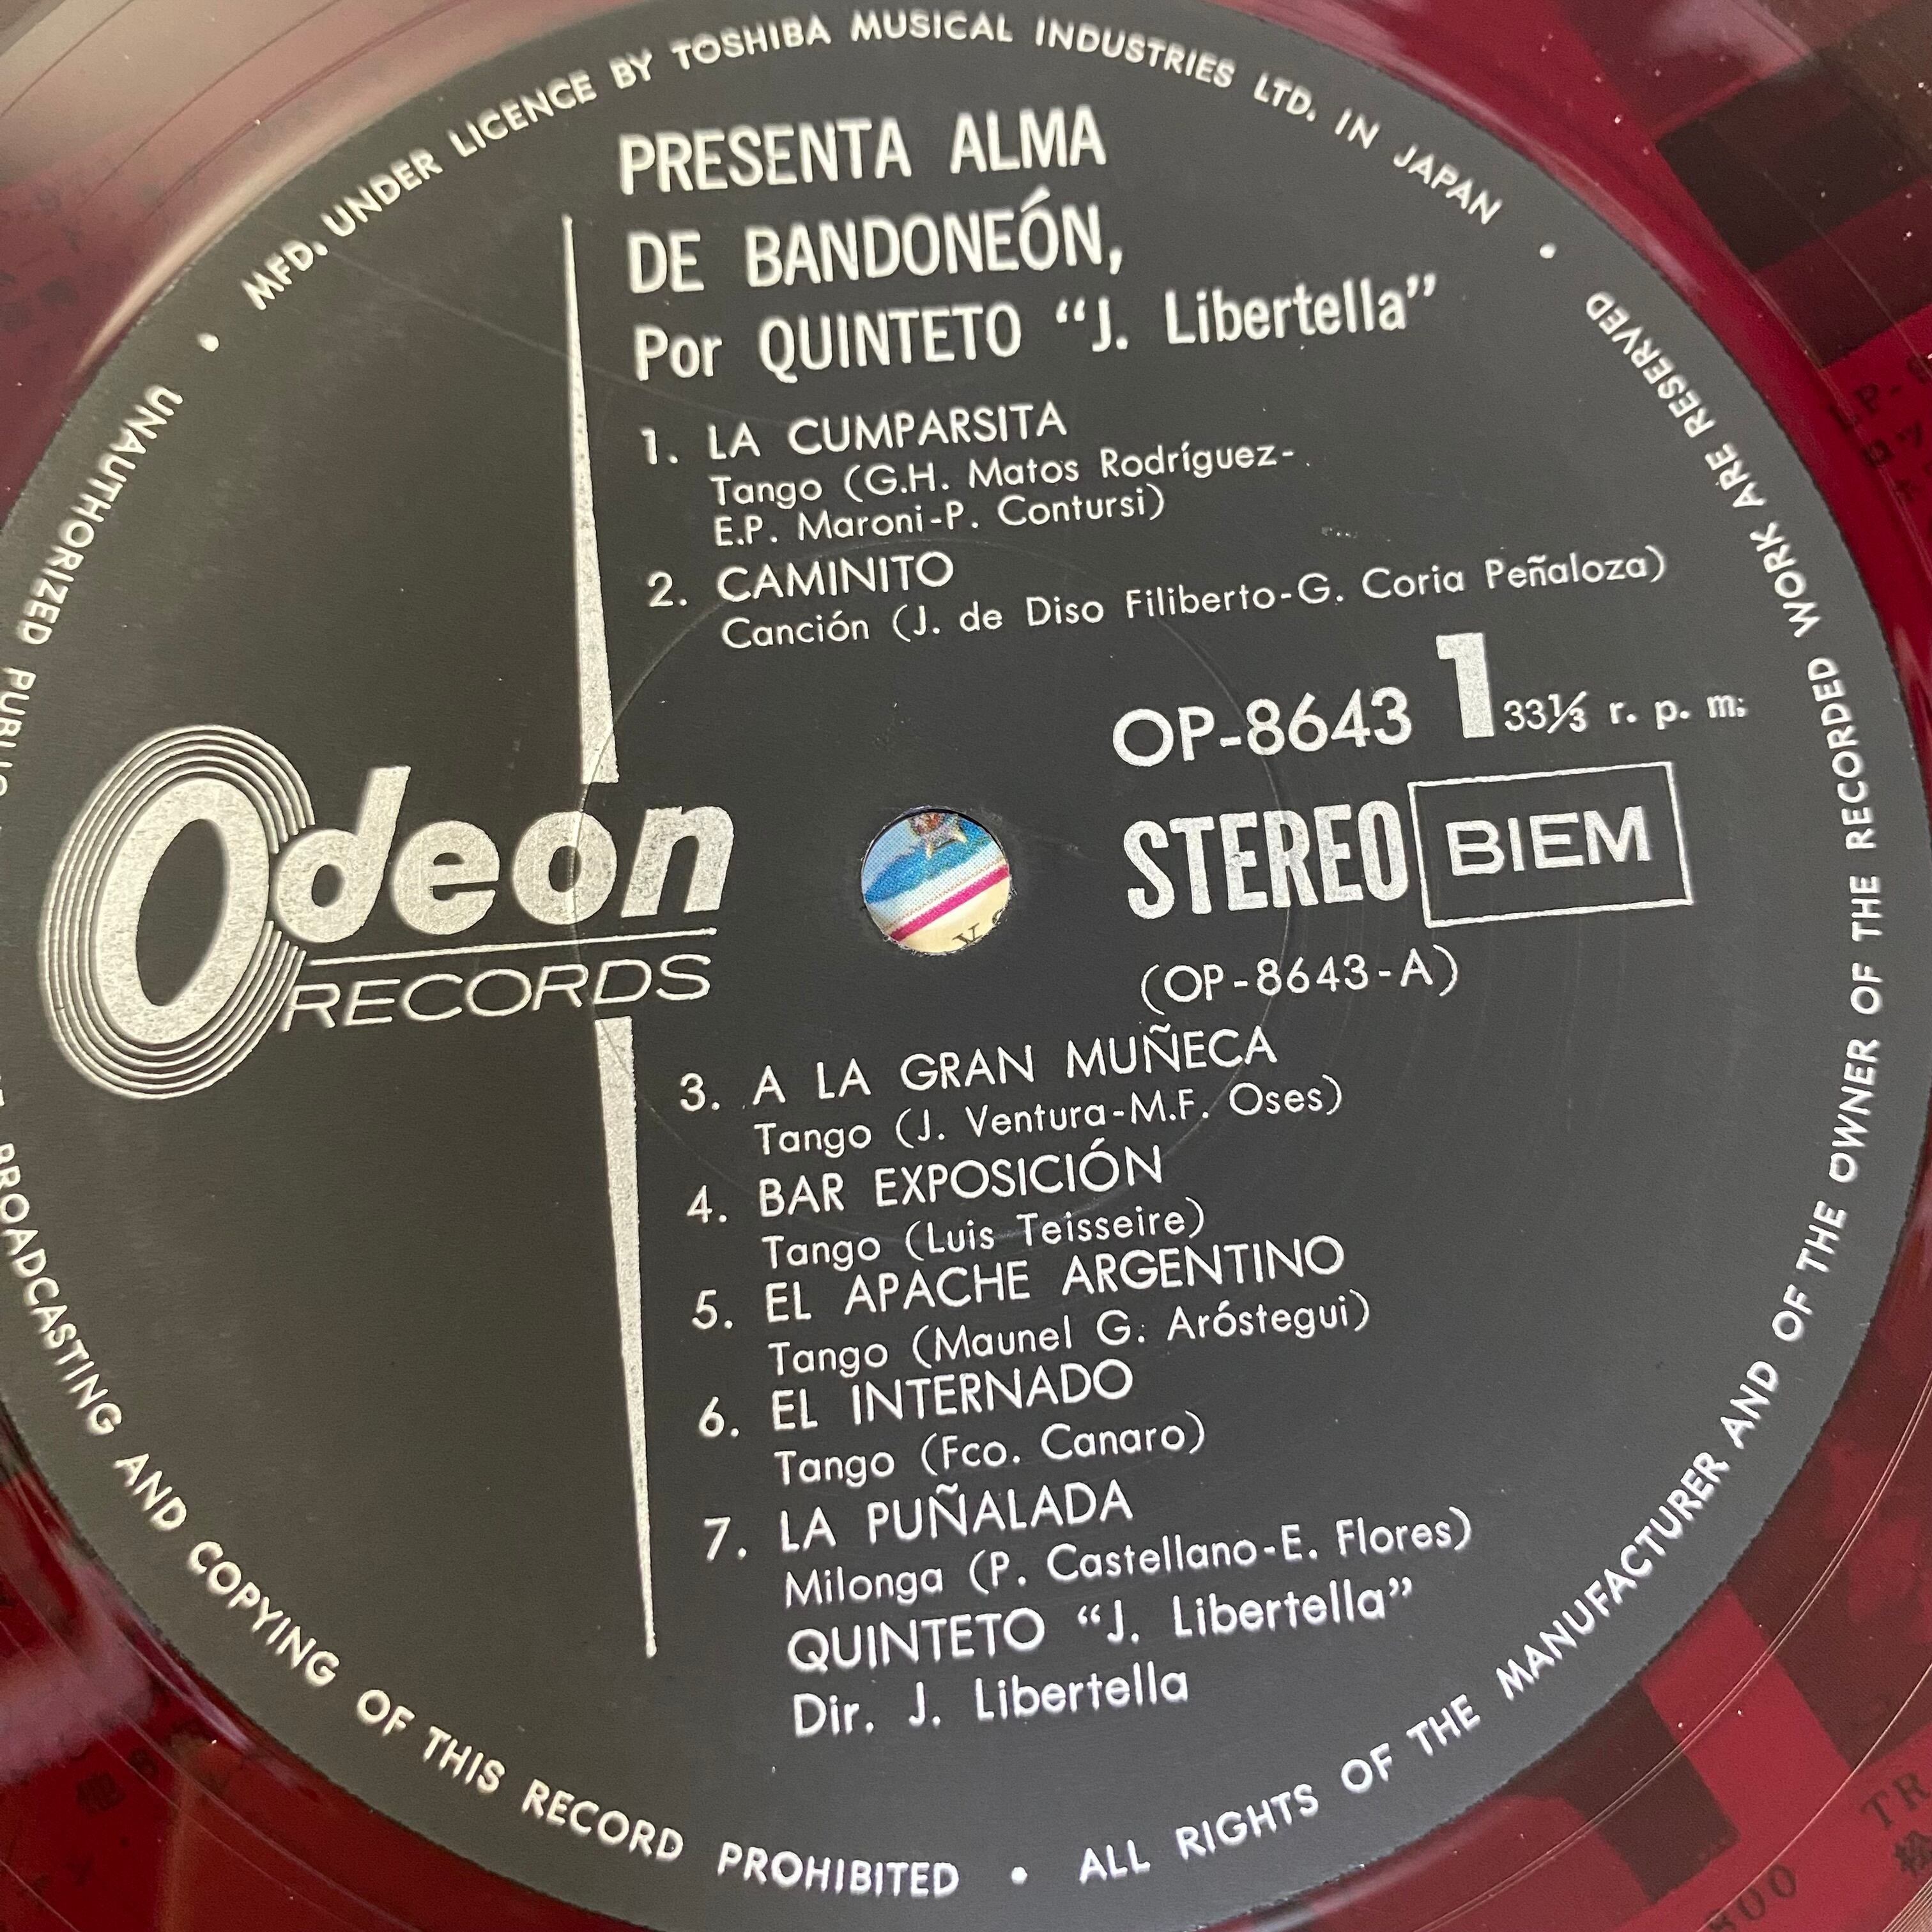 MFD. UNDER LICENCE BY TOSHIBA MUSICAL INDUSTRIES LTD. IN JAPAN •
PRESENTA ALMA
DE BANDONEÓN,
Por QUINTETO “J. Libertella”
1. LA CUMPARSITA
Tango (G.H. Matos Rodríguez-
E.P. Maroni-P. Contursi)
2. CAMINITO
Canción (J. de Diso Filiberto-G. Coria Peñaloza)
OP-8643 1 33⅓ r. p. m.
Odeon
RECORDS
STEREO BIEM
(OP-8643-A)
3. A LA GRAN MUÑECA
Tango (J. Ventura-M.F. Oses)
4. BAR EXPOSICIÓN
Tango (Luis Teisseire)
5. EL APACHE ARGENTINO
Tango (Maunel G. Aróstegui)
6. EL INTERNADO
Tango (Fco. Canaro)
7. LA PUÑALADA
Milonga (P. Castellano-E. Flores)
QUINTETO “J. Libertella”
Dir. J. Libertella
ALL RIGHTS OF THE MANUFACTURER AND OF THE OWNER OF THE RECORDED WORK ARE RESERVED •
UNAUTHORIZED BROADCASTING AND COPYING OF THIS RECORD PROHIBITED •